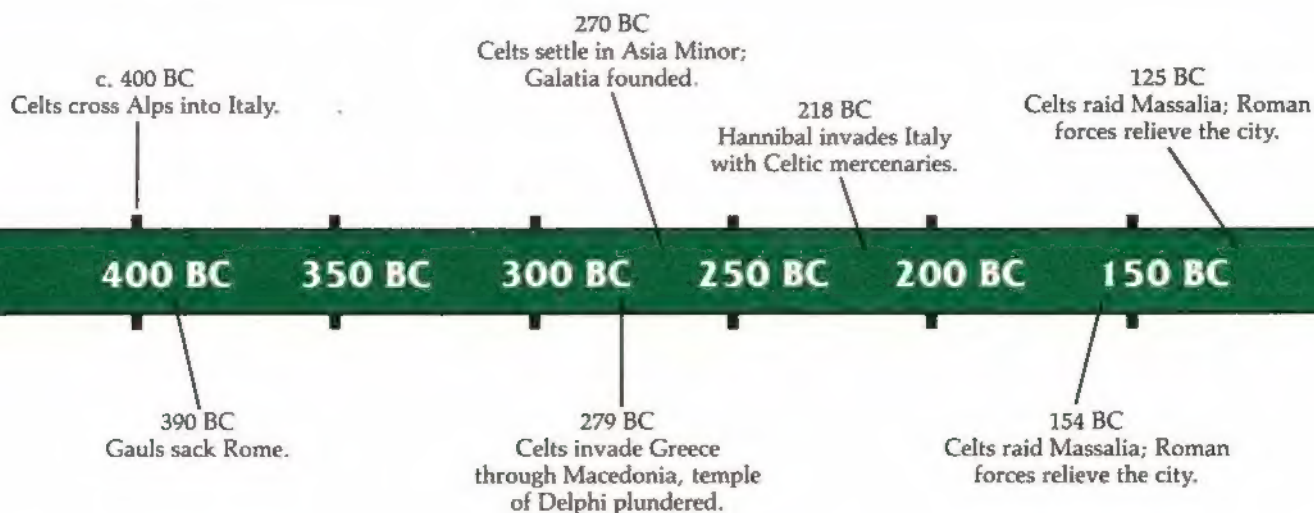 270 BC
Celts settle in Asia Minor;
Galatia founded.
c. 400 BC
Celts cross Alps into Italy.
218 BC
Hannibal invades Italy
with Celtic mercenaries.
125 BC
Celts raid Massalia; Roman
forces relieve the city.
400 BC 350 BC 300 BC 250 BC 200 BC 150 BC
390 BC
Gauls sack Rome.
279 BC
Celts invade Greece
through Macedonia, temple
of Delphi plundered.
154 BC
Celts raid Massalia; Roman
forces relieve the city.